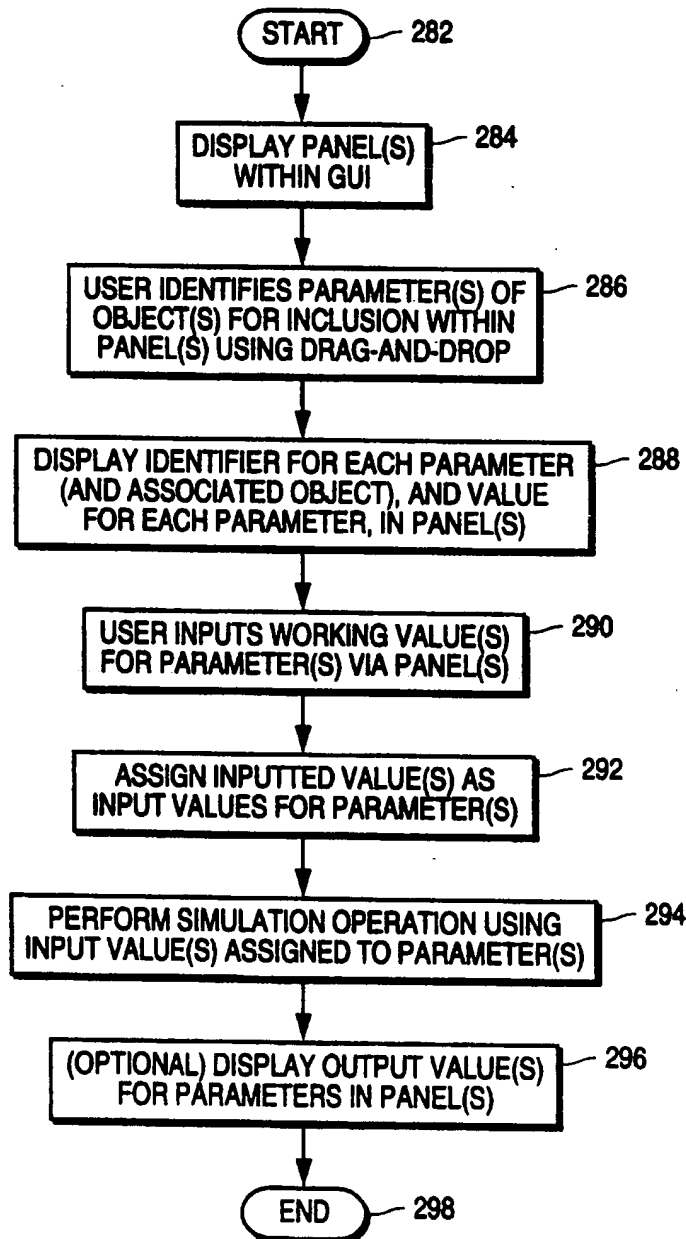 START
282
DISPLAY PANEL(S)
WITHIN GUI
284
USER IDENTIFIES PARAMETER(S) OF
OBJECT(S) FOR INCLUSION WITHIN
PANEL(S) USING DRAG-AND-DROP
286
DISPLAY IDENTIFIER FOR EACH PARAMETER
(AND ASSOCIATED OBJECT), AND VALUE
FOR EACH PARAMETER, IN PANEL(S)
288
USER INPUTS WORKING VALUE(S)
FOR PARAMETER(S) VIA PANEL(S)
290
ASSIGN INPUTTED VALUE(S) AS
INPUT VALUES FOR PARAMETER(S)
292
PERFORM SIMULATION OPERATION USING
INPUT VALUE(S) ASSIGNED TO PARAMETER(S)
294
(OPTIONAL) DISPLAY OUTPUT VALUE(S)
FOR PARAMETERS IN PANEL(S)
296
END
298